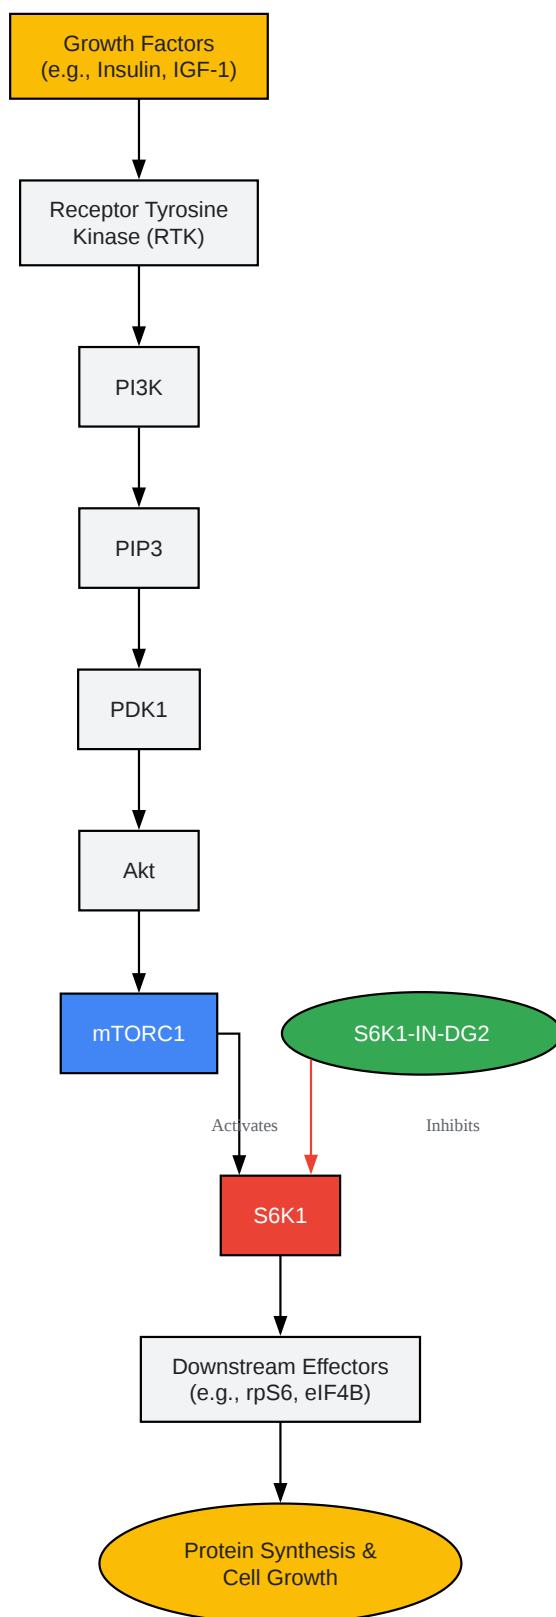 Growth Factors
(e.g., Insulin, IGF-1)
Receptor Tyrosine
Kinase (RTK)
PI3K
PIP3
PDK1
Akt
mTORC1
S6K1-IN-DG2
Activates
Inhibits
S6K1
Downstream Effectors
(e.g., rpS6, eIF4B)
Protein Synthesis &
Cell Growth